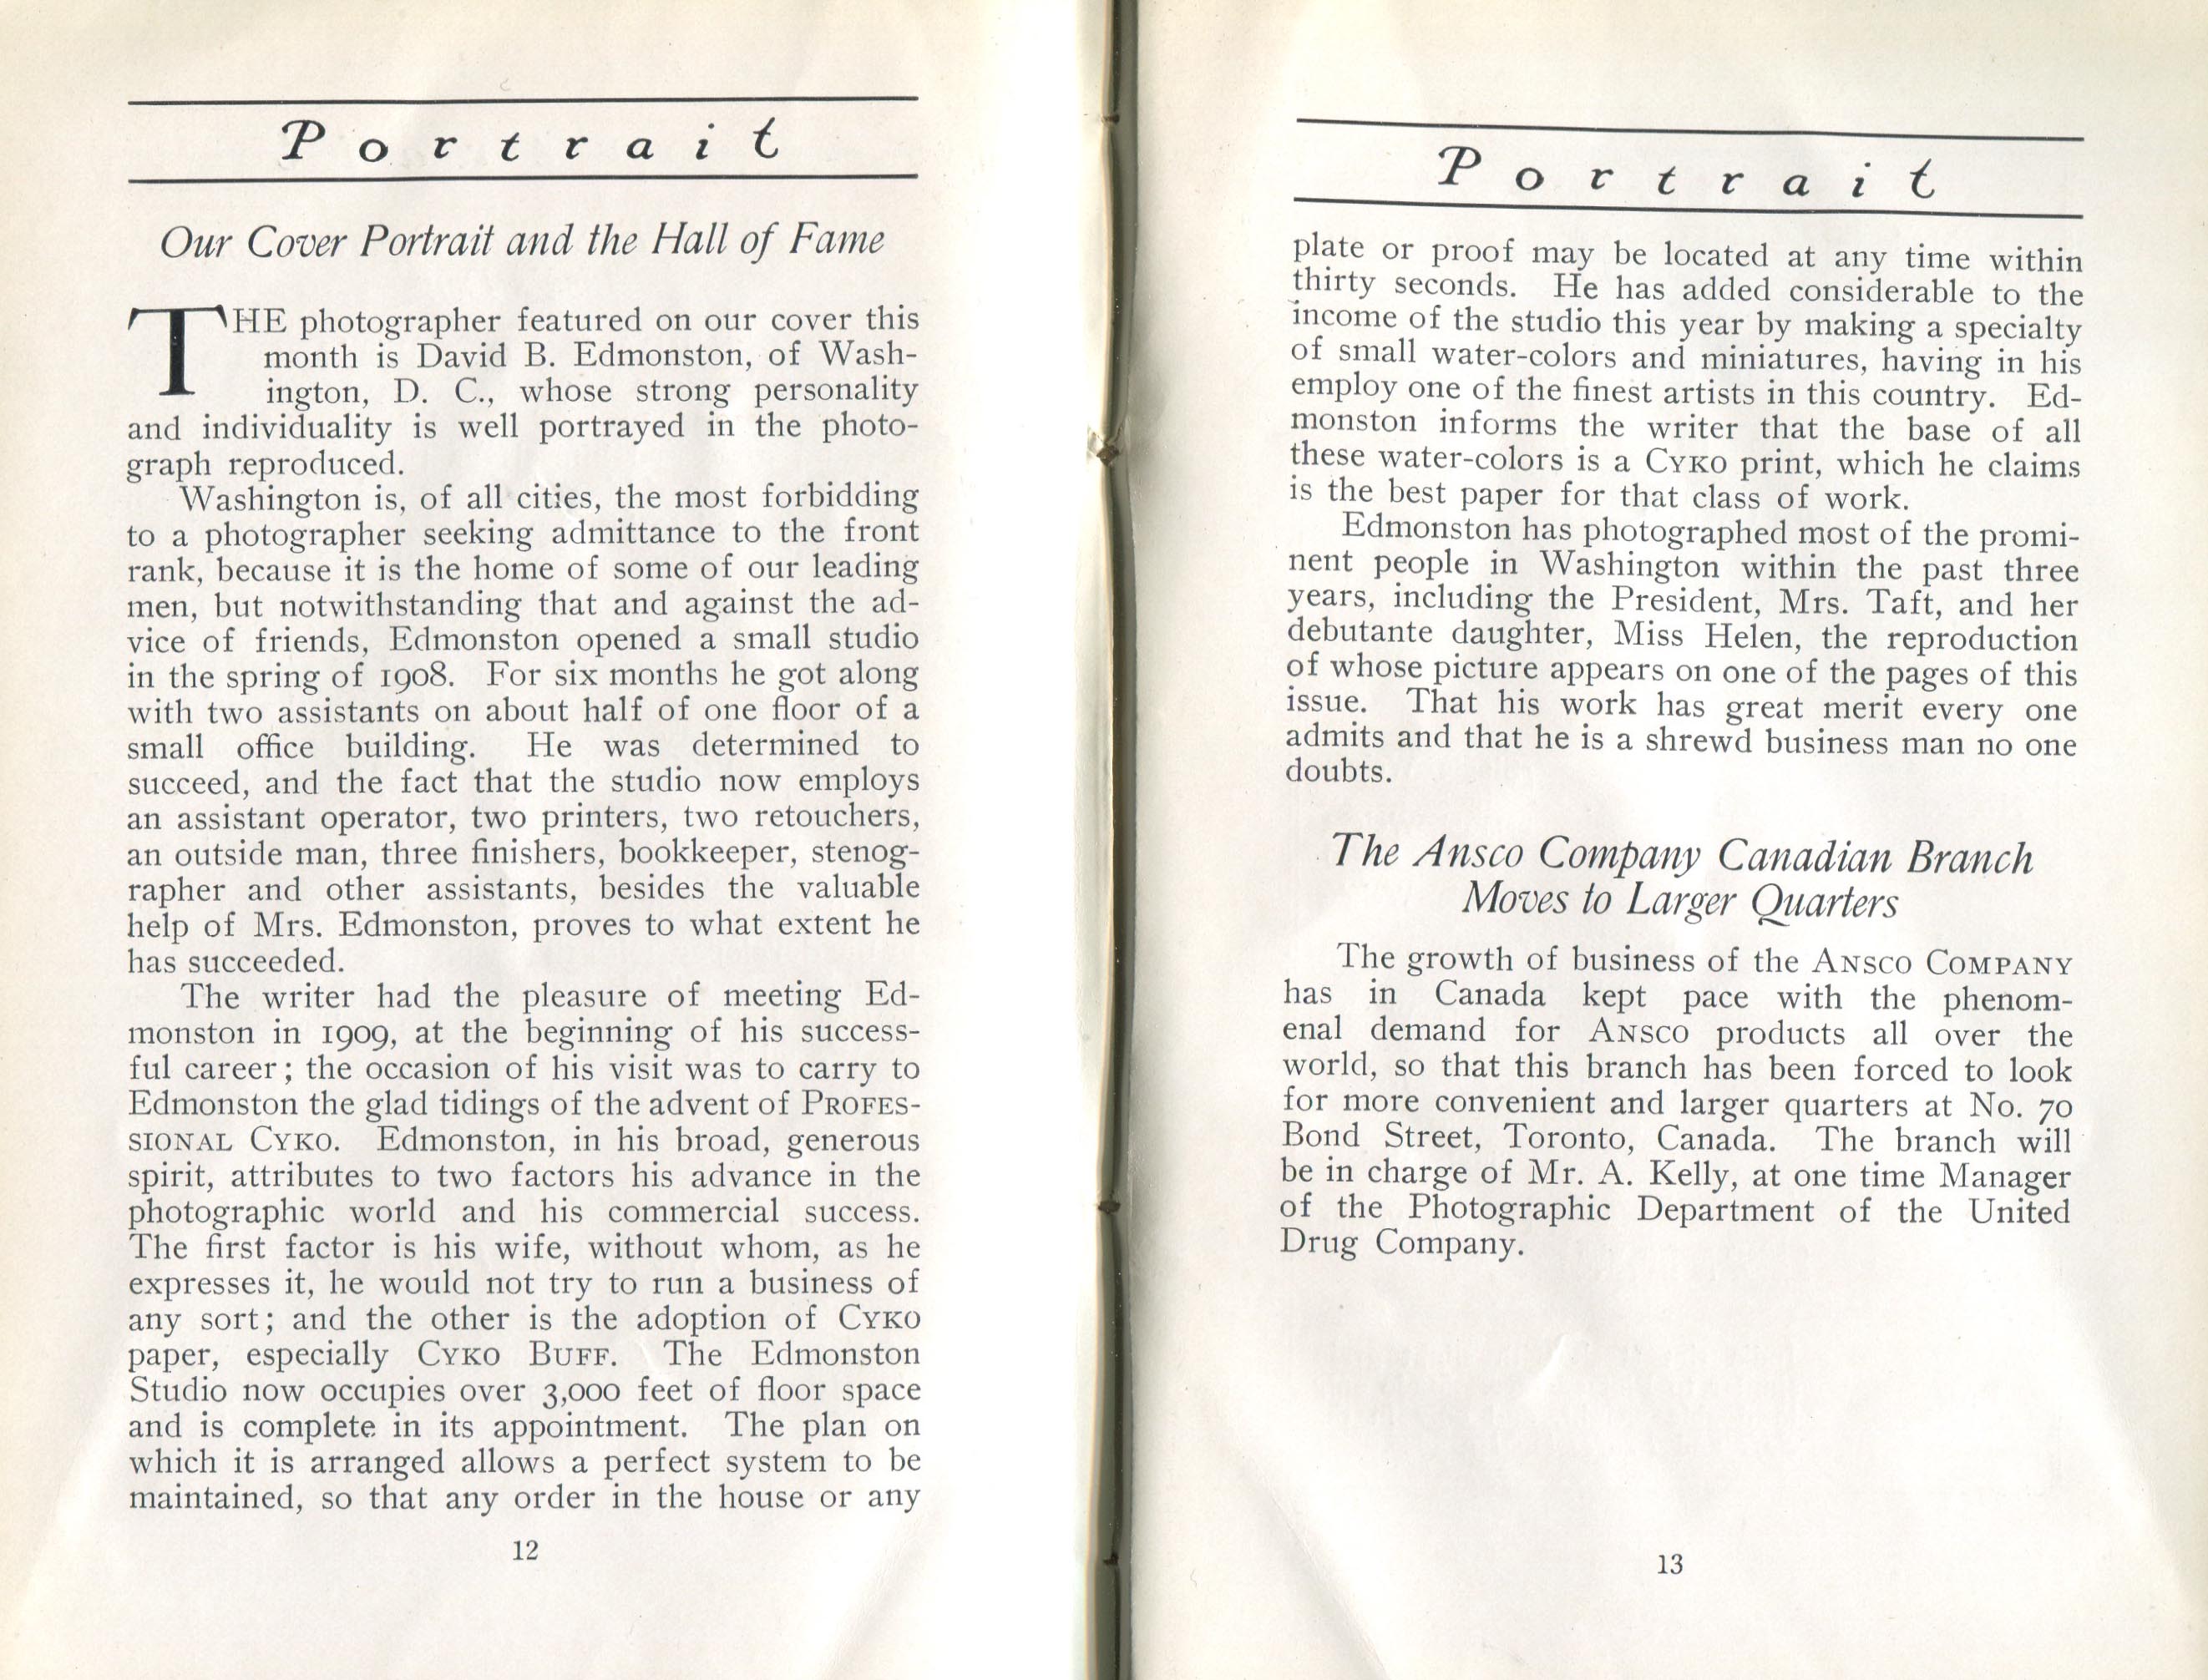 Portrait
Our Cover Portrait and the Hall of Fame
THE photographer featured on our cover this
month is David B. Edmonston, of Wash-
ington, D. C., whose strong personality
and individuality is well portrayed in the photo-
graph reproduced.
Washington is, of all cities, the most forbidding
to a photographer seeking admittance to the front
rank, because it is the home of some of our leading
men, but notwithstanding that and against the ad-
vice of friends, Edmonston opened a small studio
in the spring of 1908. For six months he got along
with two assistants on about half of one floor of a
small office building. He was determined to
succeed, and the fact that the studio now employs
an assistant operator, two printers, two retouchers,
an outside man, three finishers, bookkeeper, stenog-
rapher and other assistants, besides the valuable
help of Mrs. Edmonston, proves to what extent he
has succeeded.
The writer had the pleasure of meeting Ed-
monston in 1909, at the beginning of his success-
ful career; the occasion of his visit was to carry to
Edmonston the glad tidings of the advent of PROFES-
SIONAL CYKO. Edmonston, in his broad, generous
spirit, attributes to two factors his advance in the
photographic world and his commercial success.
The first factor is his wife, without whom, as he
expresses it, he would not try to run a business of
any sort; and the other is the adoption of CYKO
paper, especially CYKO BUFF. The Edmonston
Studio now occupies over 3,000 feet of floor space
and is complete in its appointment. The plan on
which it is arranged allows a perfect system to be
maintained, so that any order in the house or any
12
Portrait
plate or proof may be located at any time within
thirty seconds. He has added considerable to the
income of the studio this year by making a specialty
of small water-colors and miniatures, having in his
employ one of the finest artists in this country. Ed-
monston informs the writer that the base of all
these water-colors is a CYKO print, which he claims
is the best paper for that class of work.
Edmonston has photographed most of the promi-
nent people in Washington within the past three
years, including the President, Mrs. Taft, and her
debutante daughter, Miss Helen, the reproduction
of whose picture appears on one of the pages of this
issue. That his work has great merit every one
admits and that he is a shrewd business man no one
doubts.
The Ansco Company Canadian Branch
Moves to Larger Quarters
The growth of business of the ANSCO COMPANY
has in Canada kept pace with the phenom-
enal demand for ANSCO products all over the
world, so that this branch has been forced to look
for more convenient and larger quarters at No. 70
Bond Street, Toronto, Canada. The branch will
be in charge of Mr. A. Kelly, at one time Manager
of the Photographic Department of the United
Drug Company.
13